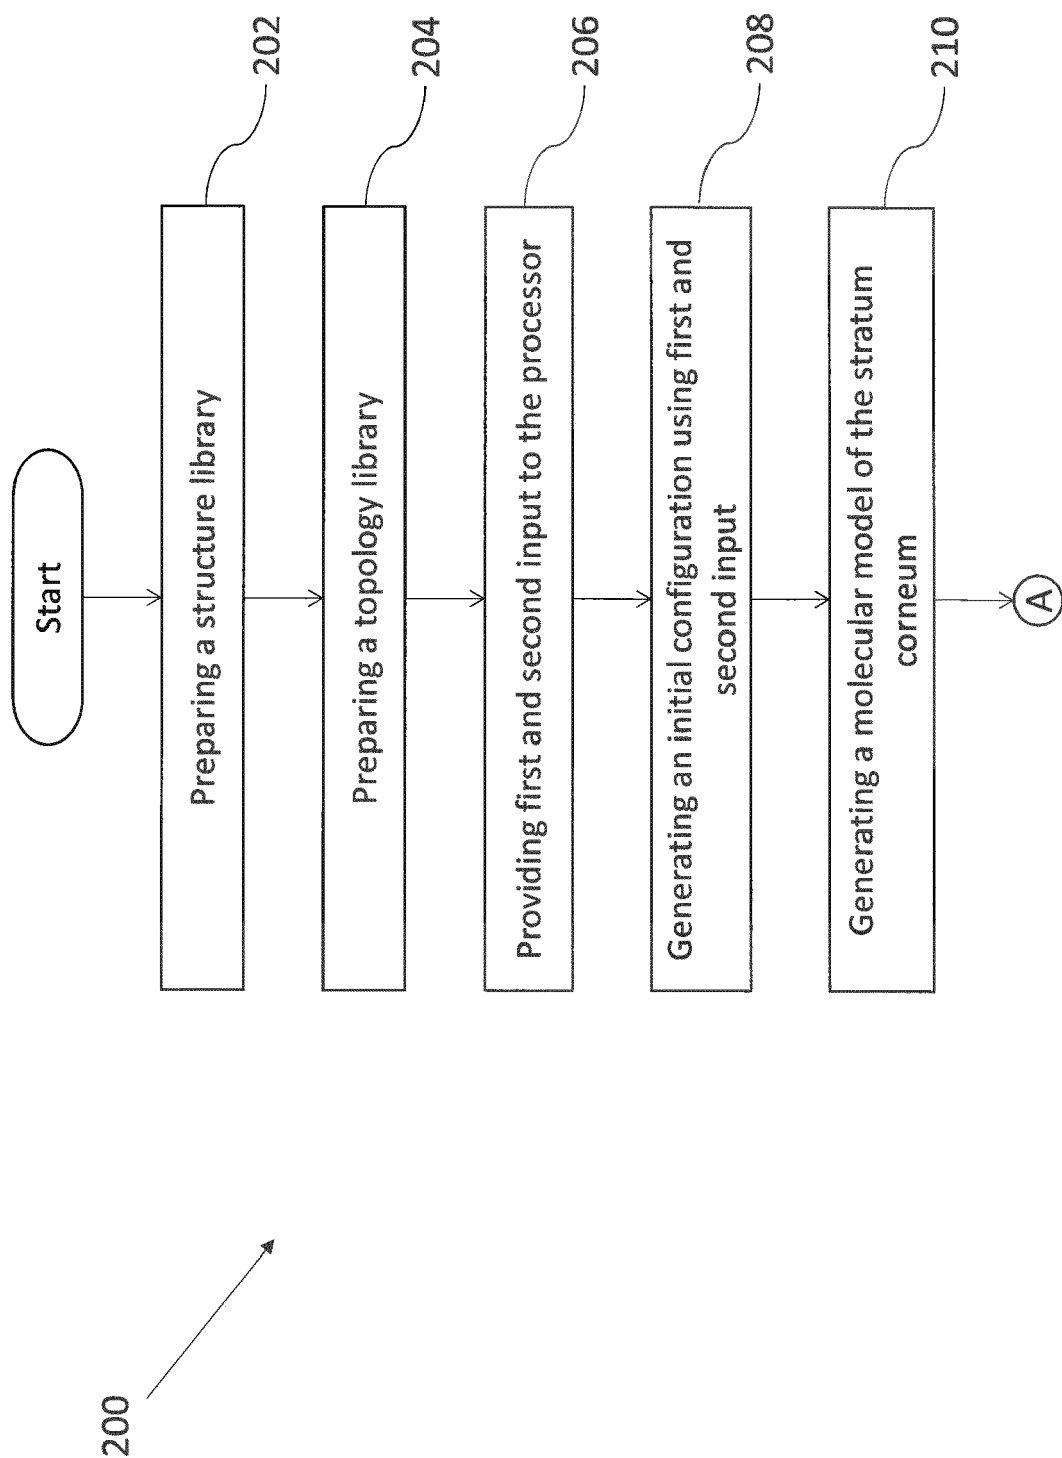 200
Start
Preparing a structure library
202
Preparing a topology library
204
Providing first and second input to the processor
206
Generating an initial configuration using first and
second input
208
Generating a molecular model of the stratum
corneum
210
A